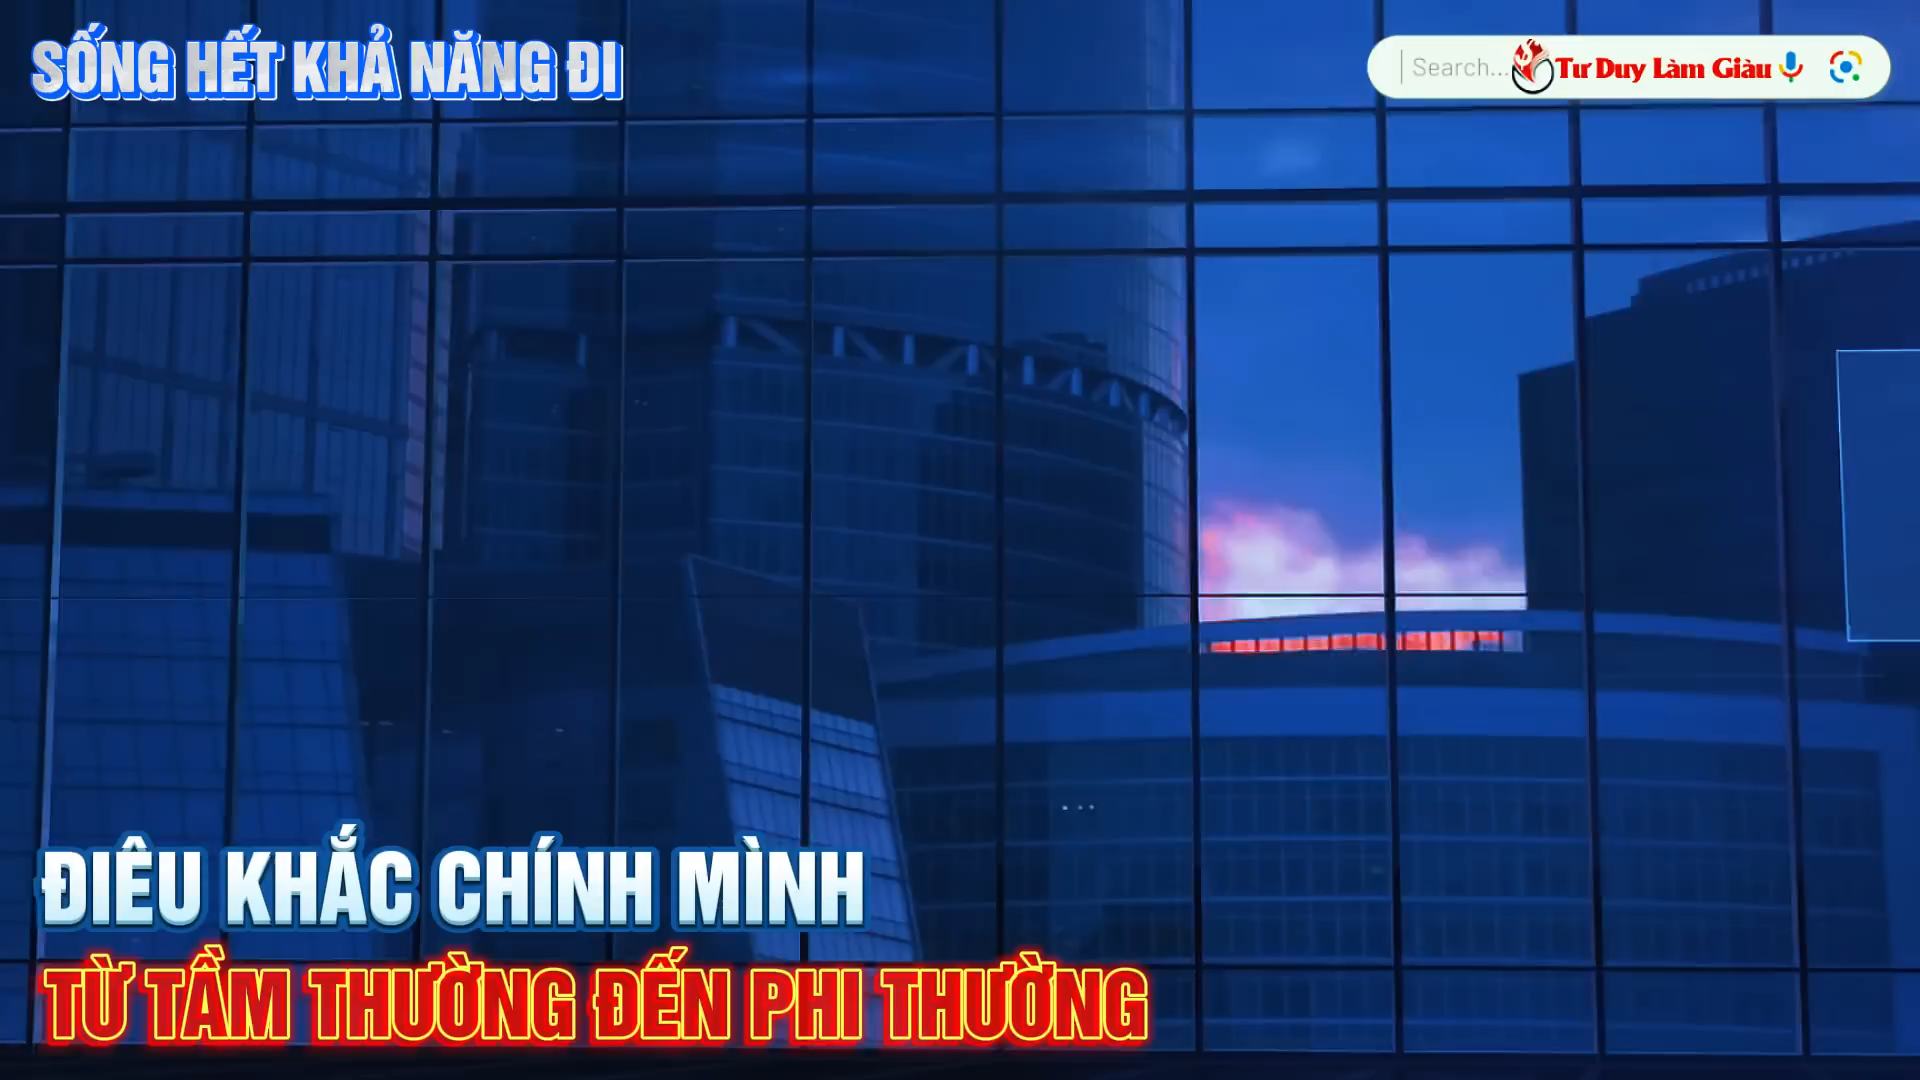 SỐNG HẾT KHẢ NĂNG ĐI
Search... Tư Duy Làm Giàu
ĐIÊU KHẮC CHÍNH MÌNH
TỪ TẦM THƯỜNG ĐẾN PHI THƯỜNG